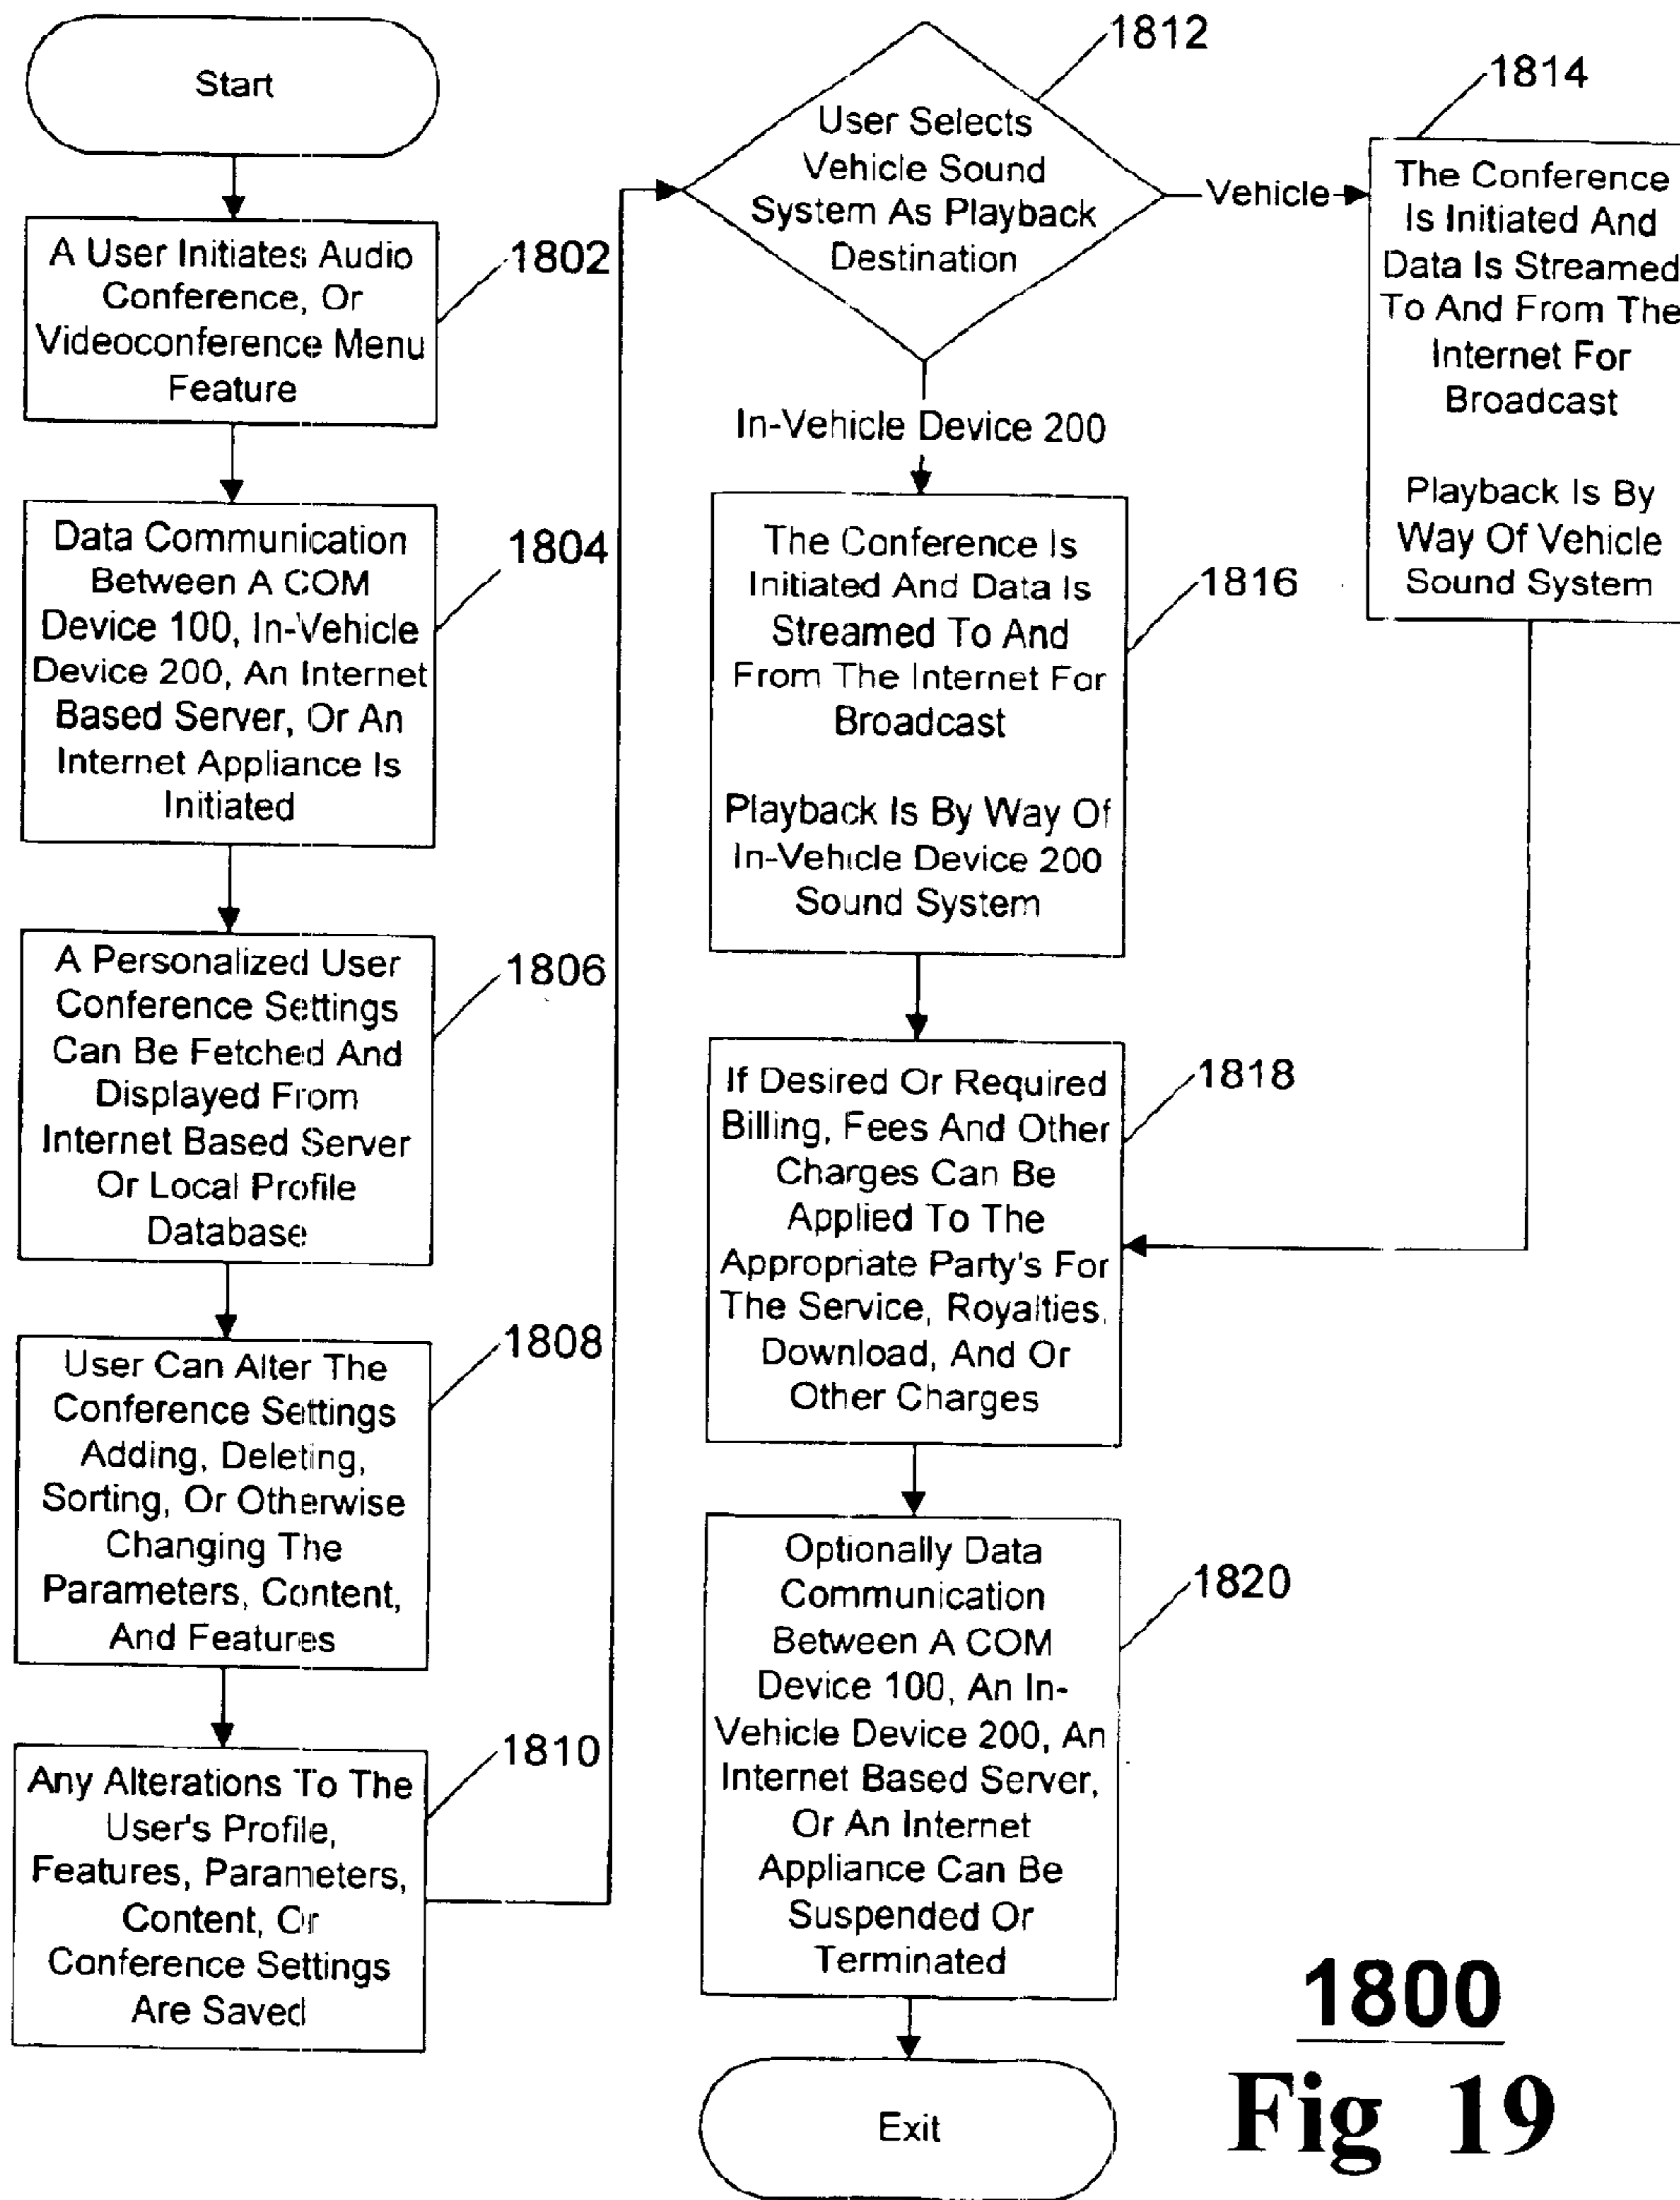 Start
A User Initiates Audio
Conference, Or
Videoconference Menu
Feature
1802
Data Communication
Between A COM
Device 100, In-Vehicle
Device 200, An Internet
Based Server, Or An
Internet Appliance Is
Initiated
1804
A Personalized User
Conference Settings
Can Be Fetched And
Displayed From
Internet Based Server
Or Local Profile
Database
1806
User Can Alter The
Conference Settings
Adding, Deleting,
Sorting, Or Otherwise
Changing The
Parameters, Content,
And Features
1808
Any Alterations To The
User's Profile,
Features, Parameters,
Content, Or
Conference Settings
Are Saved
1810
User Selects
Vehicle Sound
System As Playback
Destination
1812
Vehicle
In-Vehicle Device 200
The Conference
Is Initiated And
Data Is Streamed
To And From The
Internet For
Broadcast
Playback Is By
Way Of Vehicle
Sound System
1814
The Conference Is
Initiated And Data Is
Streamed To And
From The Internet For
Broadcast
Playback Is By Way Of
In-Vehicle Device 200
Sound System
1816
If Desired Or Required
Billing, Fees And Other
Charges Can Be
Applied To The
Appropriate Party's For
The Service, Royalties,
Download, And Or
Other Charges
1818
Optionally Data
Communication
Between A COM
Device 100, An In-
Vehicle Device 200, An
Internet Based Server,
Or An Internet
Appliance Can Be
Suspended Or
Terminated
1820
Exit
1800
Fig 19